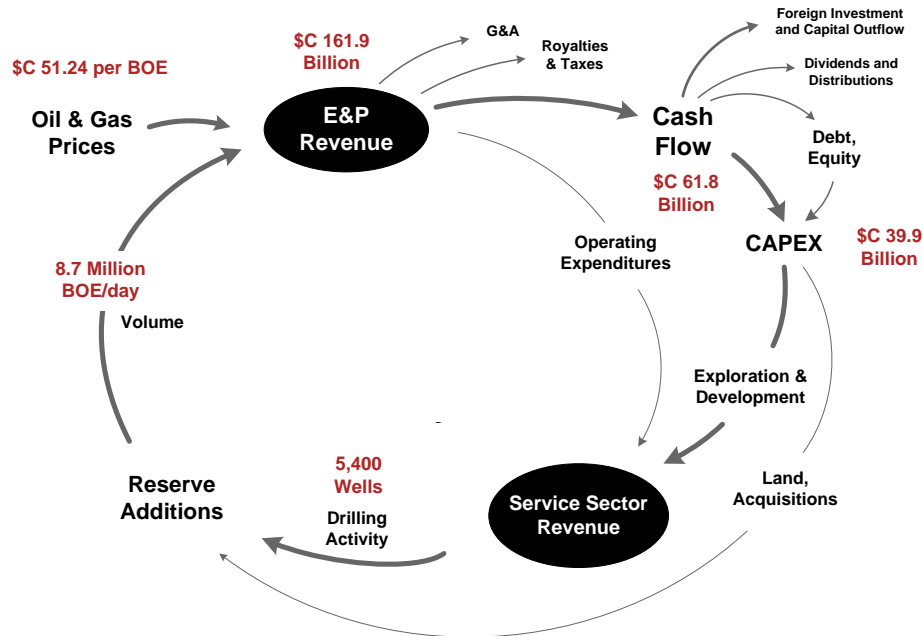 $C 51.24 per BOE
Oil & Gas
Prices
$C 161.9
Billion
E&P
Revenue
G&A
Royalties
& Taxes
Foreign Investment
and Capital Outflow
Dividends and
Distributions
Cash
Flow
Debt,
Equity
$C 61.8
Billion
CAPEX
$C 39.9
Billion
Operating
Expenditures
8.7 Million
BOE/day
Volume
Exploration &
Development
Land,
Acquisitions
Service Sector
Revenue
5,400
Wells
Drilling
Activity
Reserve
Additions